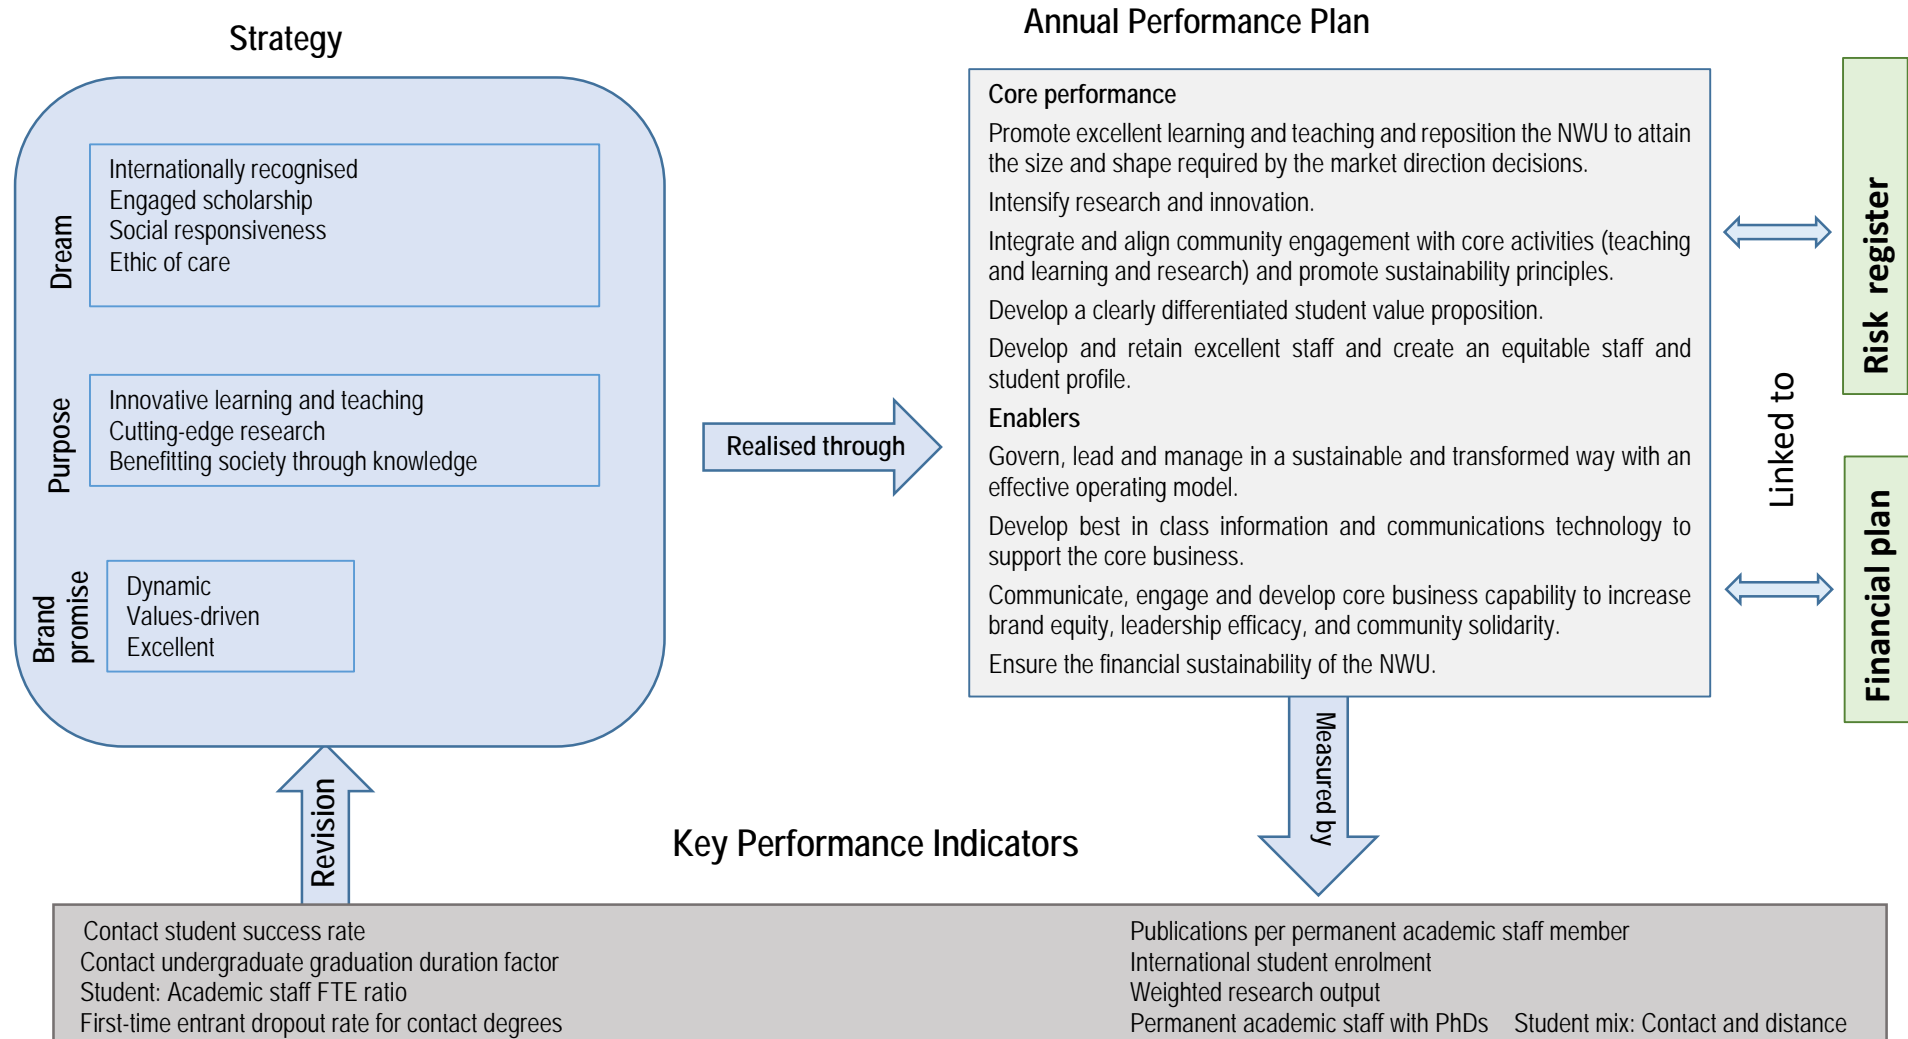 Strategy
Dream
Internationally recognised
Engaged scholarship
Social responsiveness
Ethic of care
Purpose
Innovative learning and teaching
Cutting-edge research
Benefitting society through knowledge
Brand
promise
Dynamic
Values-driven
Excellent
Realised through
Annual Performance Plan
Core performance
Promote excellent learning and teaching and reposition the NWU to attain
the size and shape required by the market direction decisions.
Intensify research and innovation.
Integrate and align community engagement with core activities (teaching
and learning and research) and promote sustainability principles.
Develop a clearly differentiated student value proposition.
Develop and retain excellent staff and create an equitable staff and
student profile.
Enablers
Govern, lead and manage in a sustainable and transformed way with an
effective operating model.
Develop best in class information and communications technology to
support the core business.
Communicate, engage and develop core business capability to increase
brand equity, leadership efficacy, and community solidarity.
Ensure the financial sustainability of the NWU.
Linked to
Risk register
Financial plan
Measured by
Revision
Key Performance Indicators
Contact student success rate
Contact undergraduate graduation duration factor
Student: Academic staff FTE ratio
First-time entrant dropout rate for contact degrees
Publications per permanent academic staff member
International student enrolment
Weighted research output
Permanent academic staff with PhDs Student mix: Contact and distance